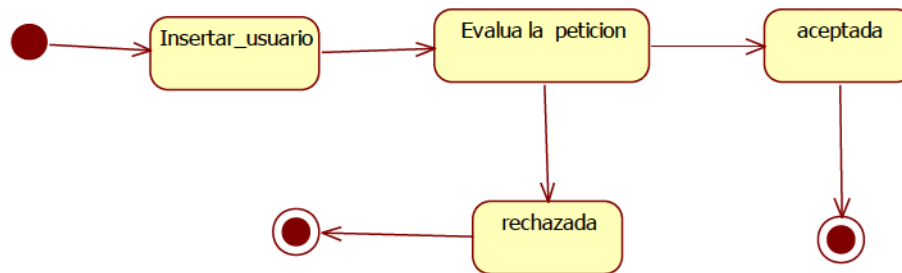 Insertar_usuario
Evalua la peticion
aceptada
rechazada